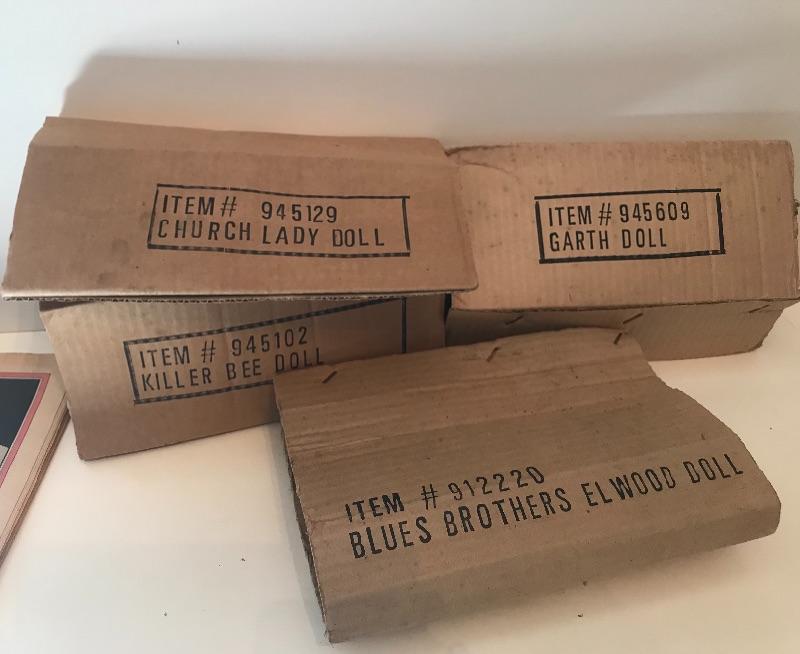 ITEM# 945129
CHURCH LADY DOLL
ITEM # 945609
GARTH DOLL
ITEM # 945102
KILLER BEE DOLL
ITEM # 912220
BLUES BROTHERS ELWOOD DOLL